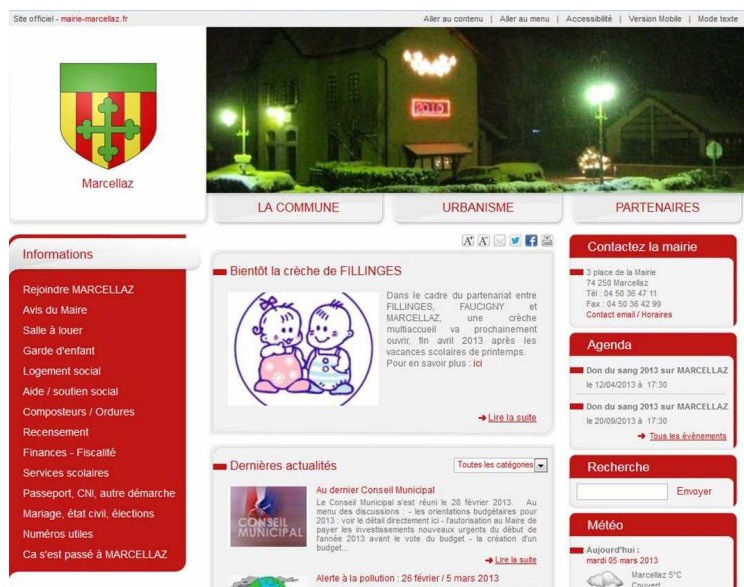 Site officiel - mairie-marcellaz.fr
Aller au contenu | Aller au menu | Accessibilité | Version Mobile | Mode texte
Marcellaz
2010
LA COMMUNE
URBANISME
PARTENAIRES
Informations
Rejoindre MARCELLAZ
Avis du Maire
Salle à louer
Garde d'enfant
Logement social
Aide / soutien social
Composteurs / Ordures
Recensement
Finances - Fiscalité
Services scolaires
Passeport, CNI, autre démarche
Mariage, état civil, élections
Numéros utiles
Ca s'est passé à MARCELLAZ
Bientôt la crèche de FILLINGES
Dans le cadre du partenariat entre
FILLINGES, FAUCIGNY et
MARCELLAZ, une crèche
multiaccueil va prochainement
ouvrir, fin avril 2013 après les
vacances scolaires de printemps.
Pour en savoir plus : ici
Lire la suite
Dernières actualités
Toutes les catégories
CONSEIL
MUNICIPAL
Au dernier Conseil Municipal
Le Conseil Municipal s'est réuni le 28 février 2013. Au
menu des discussions : - les orientations budgétaires pour
2013 : voir le détail directement ici - l'autorisation au Maire de
payer les investissements nouveaux urgents du début de
l'année 2013 avant le vote du budget - la création d'un
budget...
Lire la suite
Alerte à la pollution : 26 février / 5 mars 2013
Contactez la mairie
3 place de la Mairie
74 250 Marcellaz
Tél : 04 50 36 47 11
Fax : 04 50 36 42 99
Contact email / Horaires
Agenda
Don du sang 2013 sur MARCELLAZ
le 12/04/2013 à 17:30
Don du sang 2013 sur MARCELLAZ
le 20/09/2013 à 17:30
Tous les évènements
Recherche
Envoyer
Météo
Aujourd'hui :
mardi 05 mars 2013
Marcellaz 5°C
Couvert